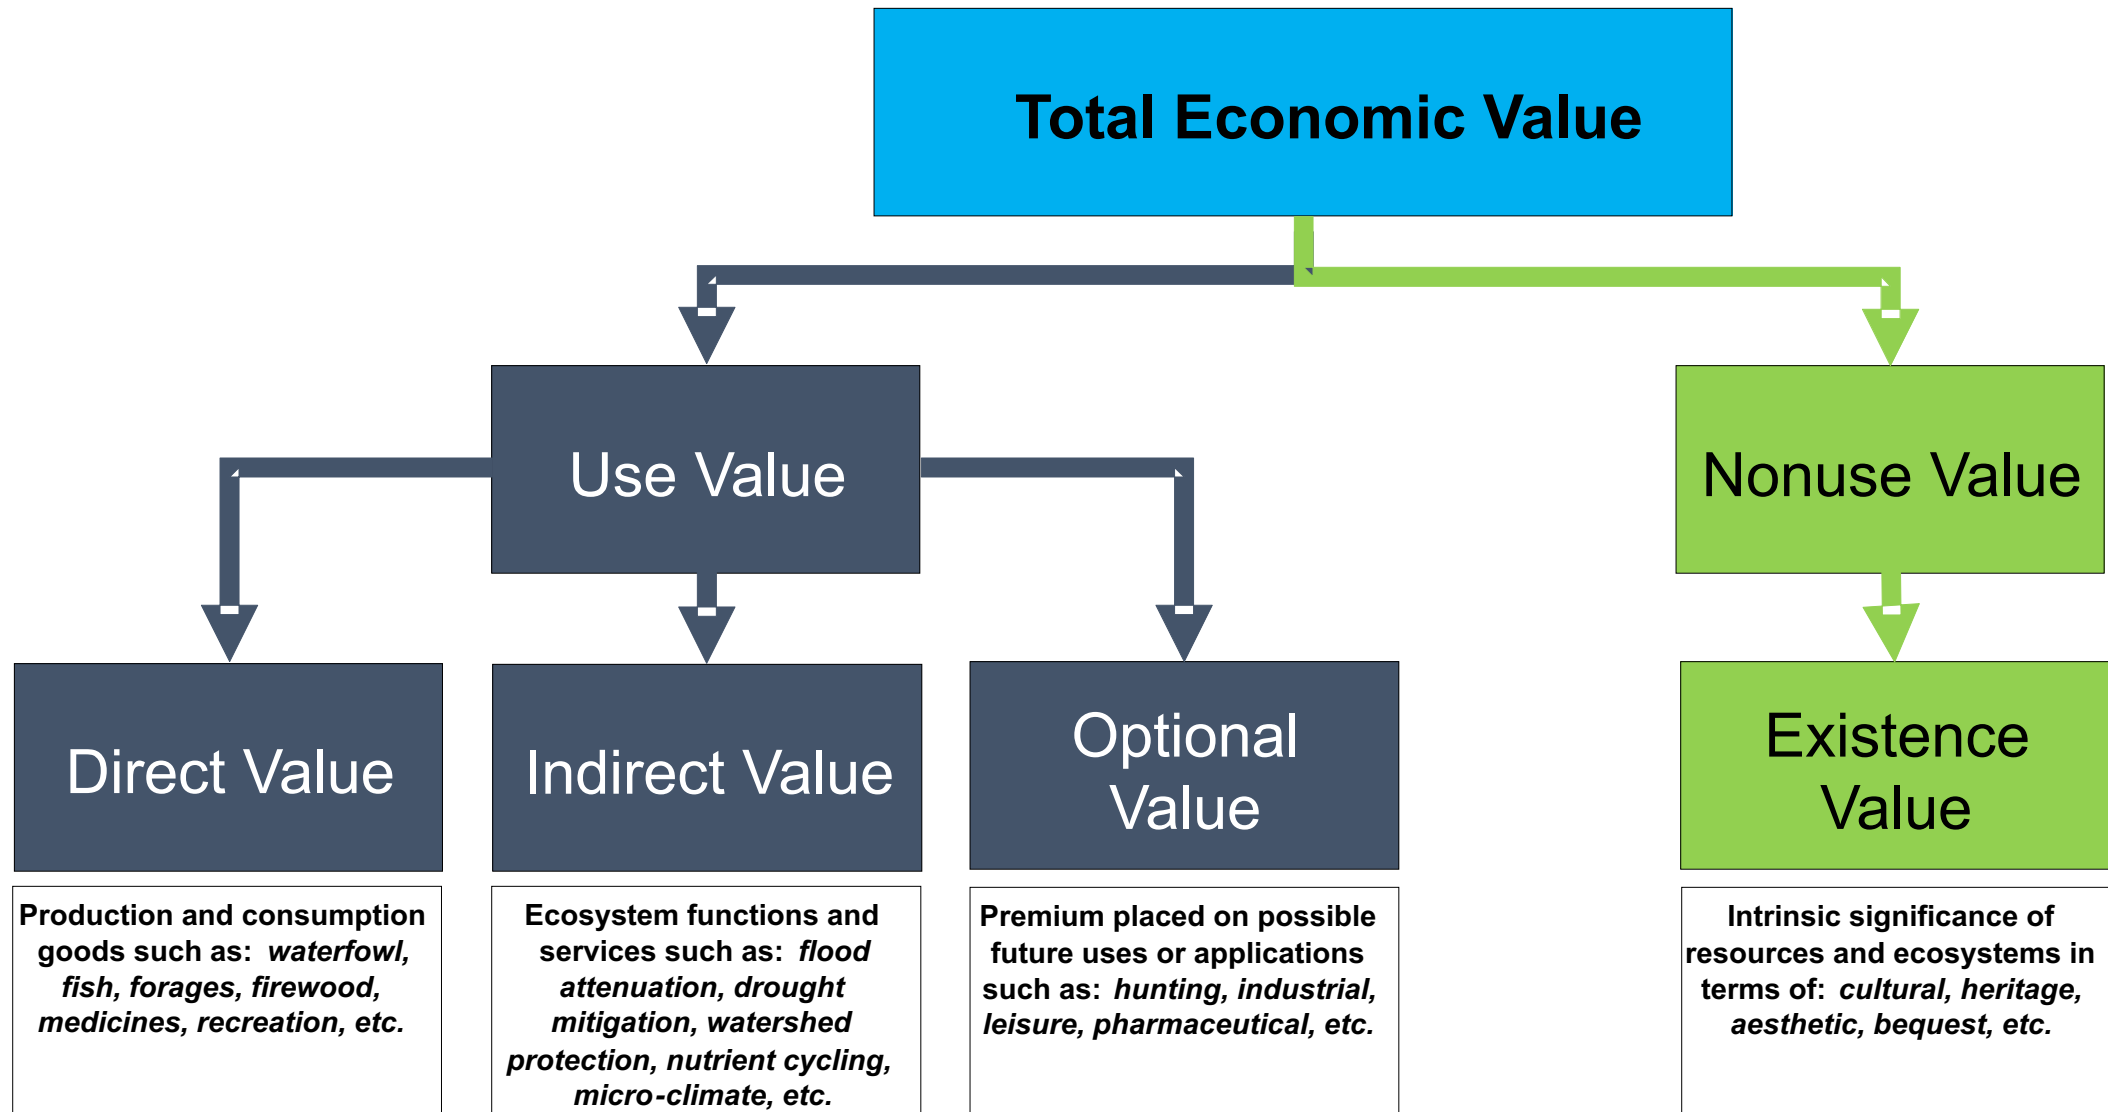 Total Economic Value
Use Value
Nonuse Value
Direct Value
Indirect Value
Optional
Value
Existence
Value
Production and consumption
goods such as: waterfowl,
fish, forages, firewood,
medicines, recreation, etc.
Ecosystem functions and
services such as: flood
attenuation, drought
mitigation, watershed
protection, nutrient cycling,
micro-climate, etc.
Premium placed on possible
future uses or applications
such as: hunting, industrial,
leisure, pharmaceutical, etc.
Intrinsic significance of
resources and ecosystems in
terms of: cultural, heritage,
aesthetic, bequest, etc.